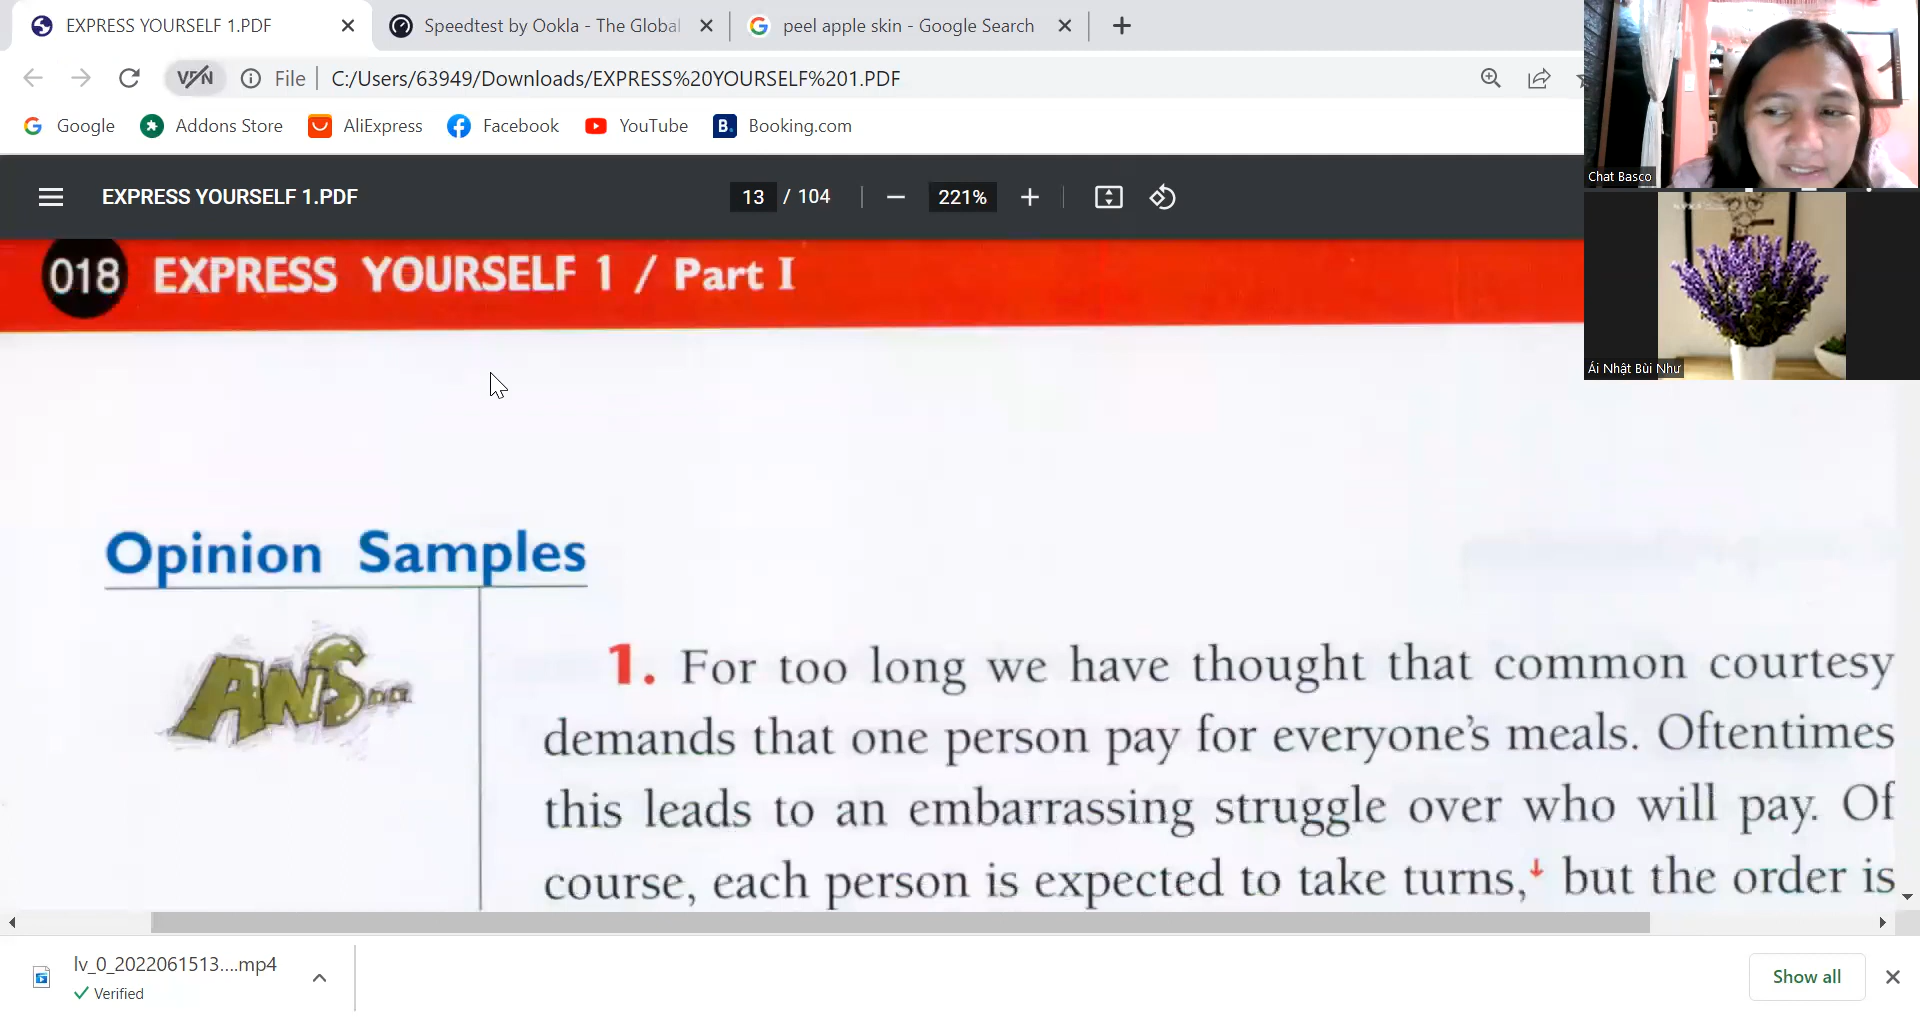 EXPRESS YOURSELF 1.PDF
Speedtest by Ookla - The Global
peel apple skin - Google Search
VPN
File
C:/Users/63949/Downloads/EXPRESS%20YOURSELF%201.PDF
Google
Addons Store
AliExpress
Facebook
YouTube
B.
Booking.com
EXPRESS YOURSELF 1.PDF
13 / 104
221%
Chat Basco
Ái Nhật Bùi Như
018 EXPRESS YOURSELF 1 / Part I
Opinion Samples
ANS...
1. For too long we have thought that common courtesy
demands that one person pay for everyone's meals. Oftentimes
this leads to an embarrassing struggle over who will pay. Of
course, each person is expected to take turns, but the order is
lv_0_2022061513....mp4
Verified
Show all